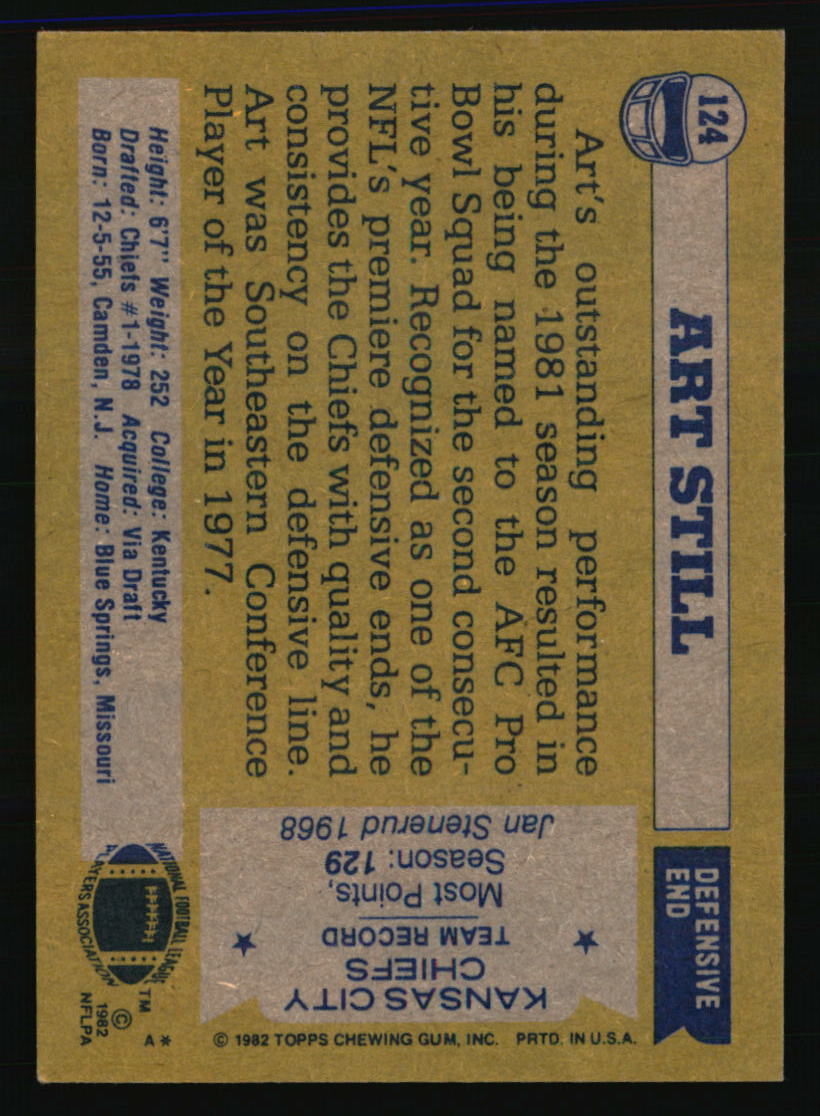 124
ART STILL
DEFENSIVE
END
Art's outstanding performance
during the 1981 season resulted in
his being named to the AFC Pro
Bowl Squad for the second consecu-
tive year. Recognized as one of the
NFL's premiere defensive ends, he
provides the Chiefs with quality and
consistency on the defensive line.
Art was Southeastern Conference
Player of the Year in 1977.
KANSAS CITY
CHIEFS
TEAM RECORD
Most Points,
Season: 129
Jan Stenerud 1968
Height: 6'7" Weight: 252 College: Kentucky
Drafted: Chiefs #1-1978 Acquired: Via Draft
Born: 12-5-55, Camden, N.J. Home: Blue Springs, Missouri
NATIONAL FOOTBALL LEAGUE
AYERS ASSOCIATION
TM
©
1982
NFLPA
A*
© 1982 TOPPS CHEWING GUM, INC. PRTD. IN U.S.A.